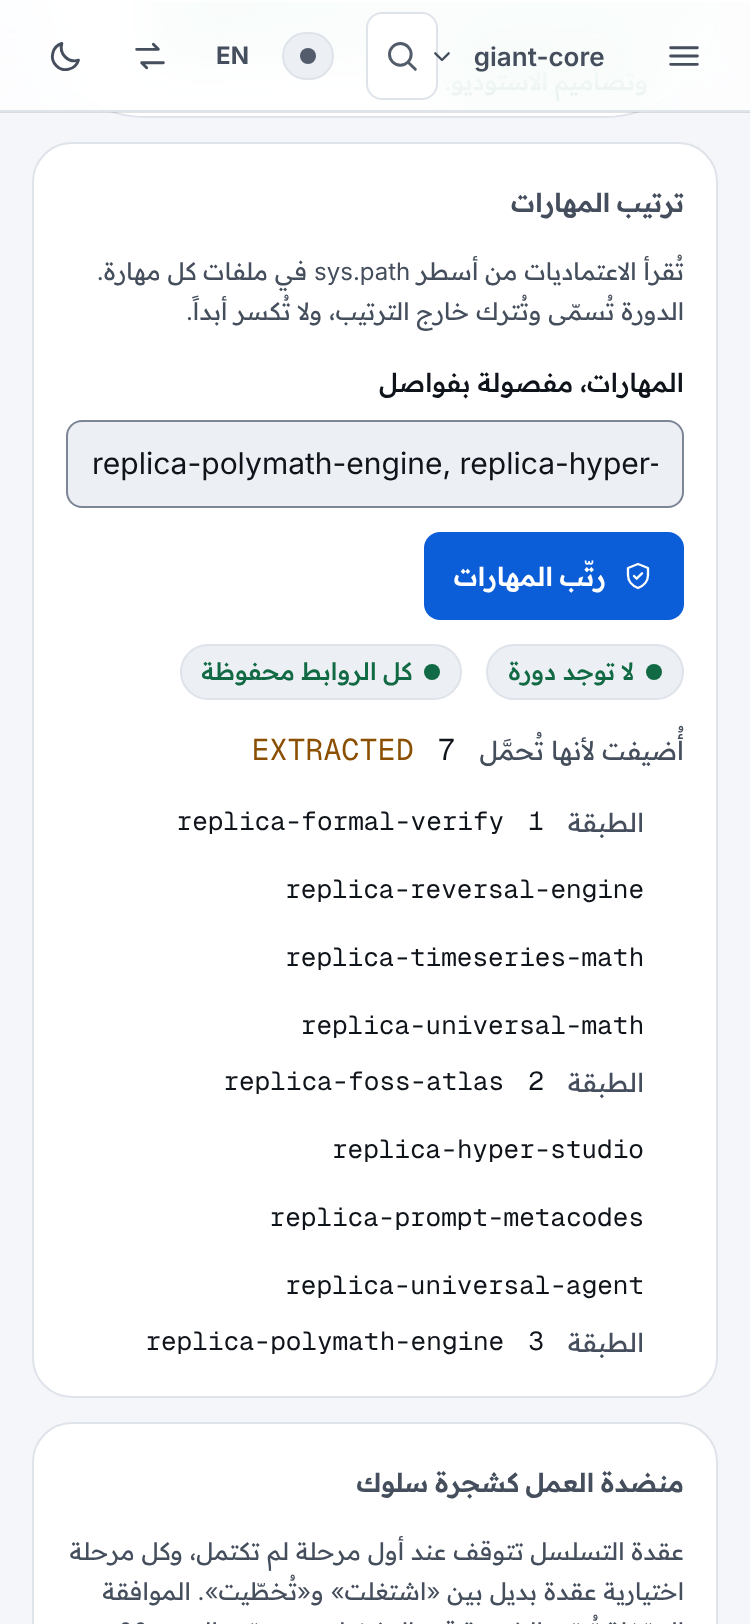 giant-core
EN
وتصاميم الاستوديو.
ترتيب المهارات
تُقرأ الاعتماديات من أسطر sys.path في ملفات كل مهارة.
الدورة تُسمّى وتُترك خارج الترتيب، ولا تُكسر أبداً.
المهارات، مفصولة بفواصل
replica-polymath-engine, replica-hyper-
رتّب المهارات
لا توجد دورة
كل الروابط محفوظة
أُضيفت لأنها تُحمَّل 7 EXTRACTED
الطبقة 1 replica-formal-verify
replica-reversal-engine
replica-timeseries-math
replica-universal-math
الطبقة 2 replica-foss-atlas
replica-hyper-studio
replica-prompt-metacodes
replica-universal-agent
الطبقة 3 replica-polymath-engine
منضدة العمل كشجرة سلوك
عقدة التسلسل تتوقف عند أول مرحلة لم تكتمل، وكل مرحلة
اختيارية عقدة بديل بين «اشتغلت» و«تُخطّيت». الموافقة